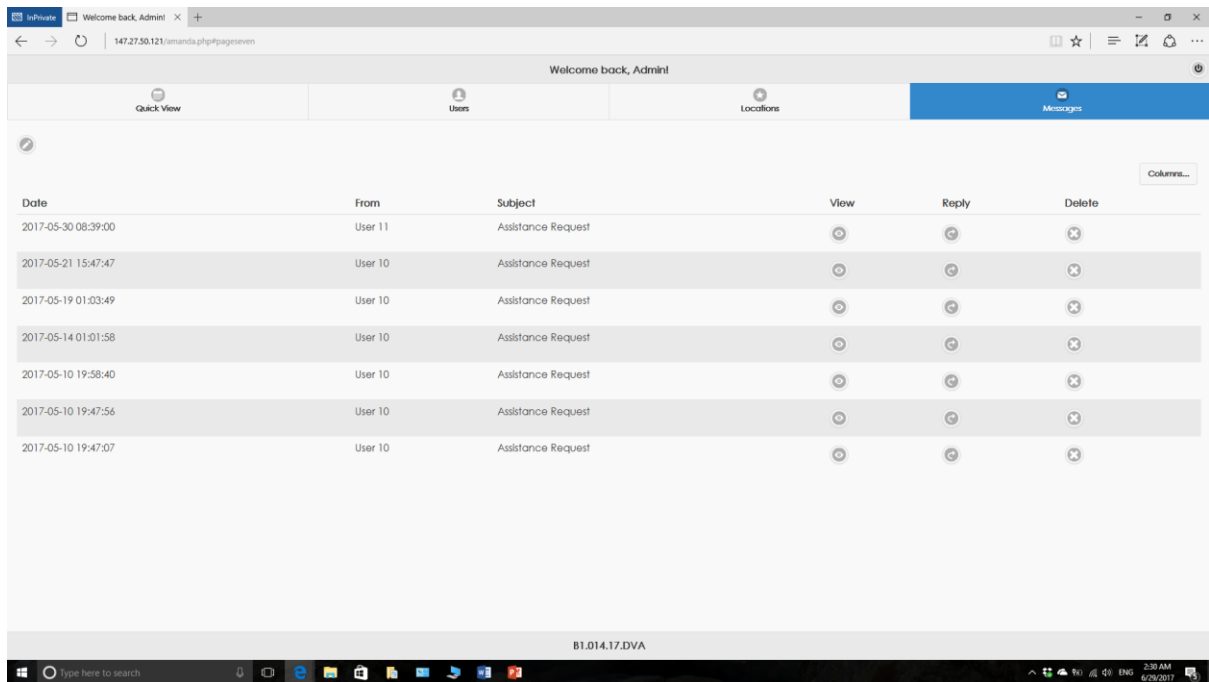 InPrivate Welcome back, Admin!
147.27.50.121/amanda.php#pageseven
Welcome back, Admin!
Quick View Users Locations Messages
Columns...
Date From Subject View Reply Delete
2017-05-30 08:39:00 User 11 Assistance Request
2017-05-21 15:47:47 User 10 Assistance Request
2017-05-19 01:03:49 User 10 Assistance Request
2017-05-14 01:01:58 User 10 Assistance Request
2017-05-10 19:58:40 User 10 Assistance Request
2017-05-10 19:47:56 User 10 Assistance Request
2017-05-10 19:47:07 User 10 Assistance Request
B1.014.17.DVA
Type here to search ENG 2:30 AM
6/29/2017